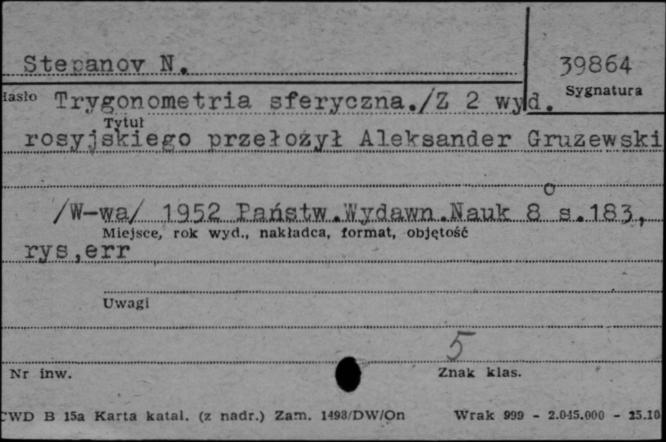 Stepanov N.
39864
Hasło
Sygnatura
Trygonometria sferyczna./Z 2 wyd.
Tytuł
rosyjskiego przełożył Aleksander Gruzewski
/W-wa/ 1952 Państw.Wydawn.Nauk 8° s.183,
Miejsce, rok wyd., nakładca, format, objętość
rys,err
Uwagi
5
Nr inw.
Znak klas.
CWD B 15a Karta katal. (z nadr.) Zam. 1498/DW/On Wrak 999 - 2.045.000 - 25.10